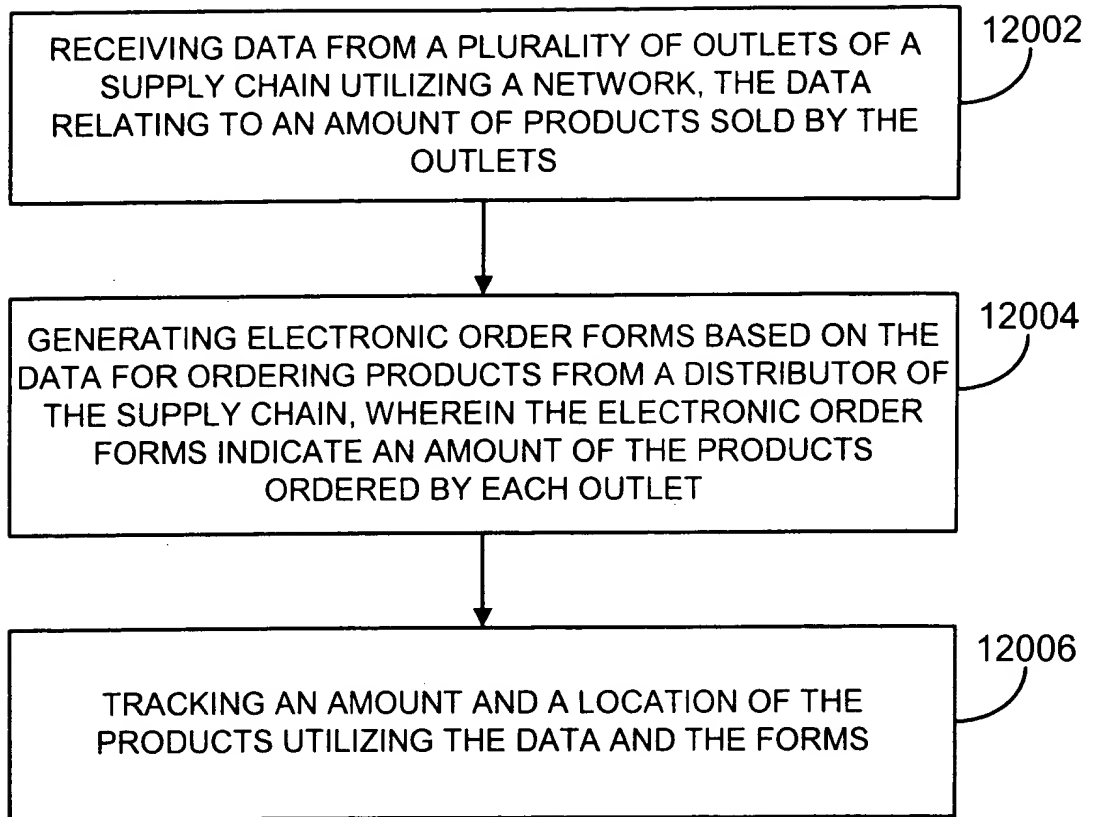 12002
RECEIVING DATA FROM A PLURALITY OF OUTLETS OF A
SUPPLY CHAIN UTILIZING A NETWORK, THE DATA
RELATING TO AN AMOUNT OF PRODUCTS SOLD BY THE
OUTLETS
12004
GENERATING ELECTRONIC ORDER FORMS BASED ON THE
DATA FOR ORDERING PRODUCTS FROM A DISTRIBUTOR OF
THE SUPPLY CHAIN, WHEREIN THE ELECTRONIC ORDER
FORMS INDICATE AN AMOUNT OF THE PRODUCTS
ORDERED BY EACH OUTLET
12006
TRACKING AN AMOUNT AND A LOCATION OF THE
PRODUCTS UTILIZING THE DATA AND THE FORMS